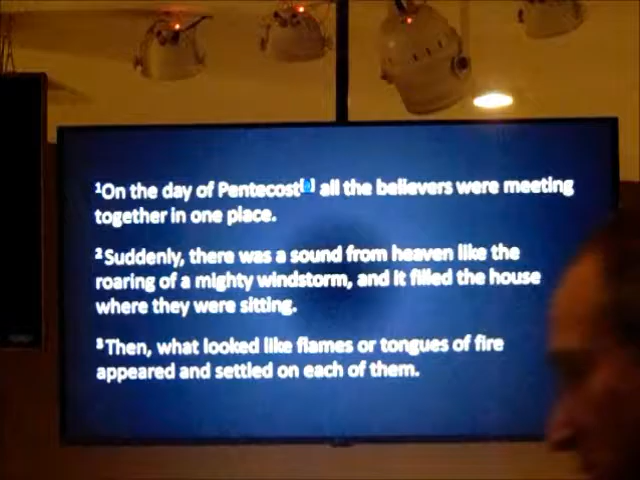 ¹On the day of Pentecost[a] all the believers were meeting
together in one place.
²Suddenly, there was a sound from heaven like the
roaring of a mighty windstorm, and it filled the house
where they were sitting.
³Then, what looked like flames or tongues of fire
appeared and settled on each of them.